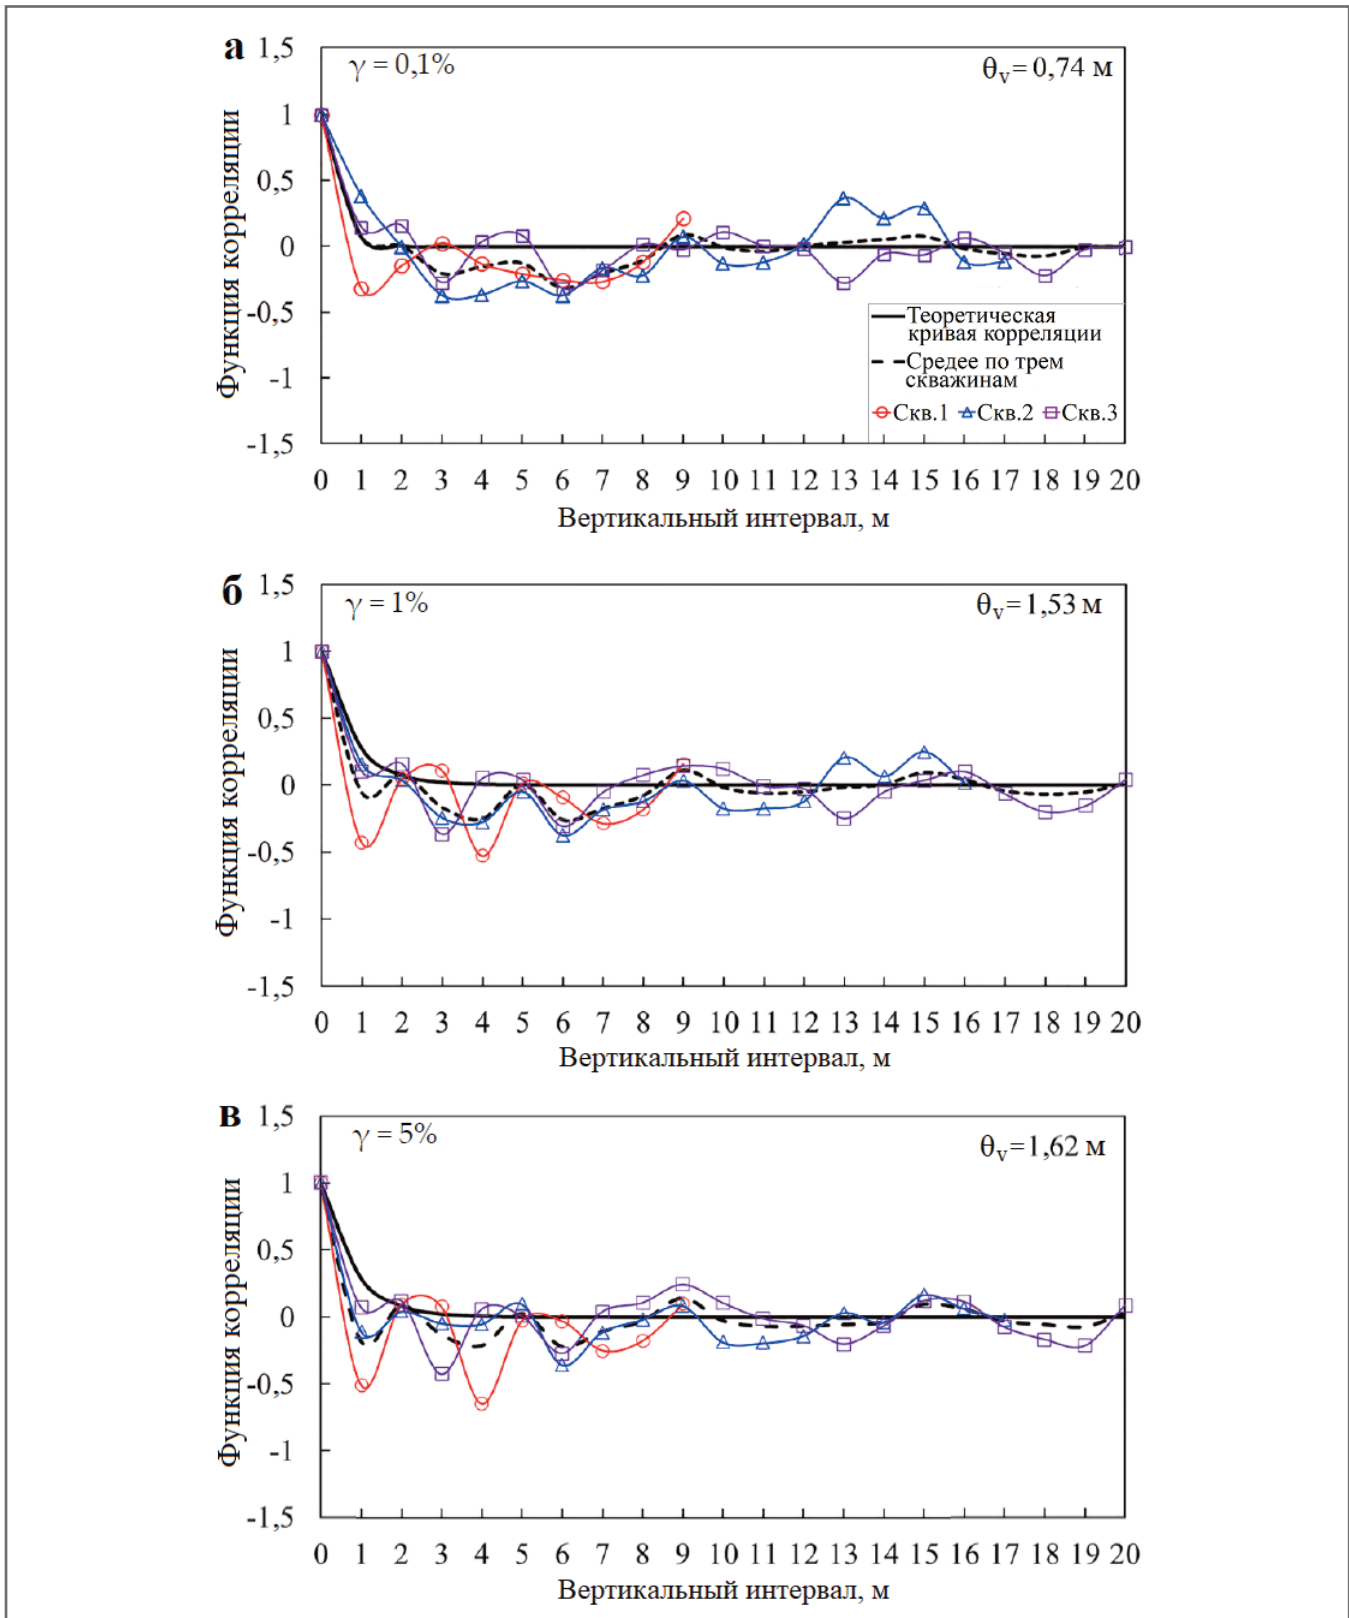 а
γ = 0,1%
θv = 0,74 м
Функция корреляции
1,5
1
0,5
0
-0,5
-1
-1,5
Теоретическая
кривая корреляции
Средее по трем
скважинам
Скв.1 Скв.2 Скв.3
0 1 2 3 4 5 6 7 8 9 10 11 12 13 14 15 16 17 18 19 20
Вертикальный интервал, м
б
γ = 1%
θv = 1,53 м
Функция корреляции
1,5
1
0,5
0
-0,5
-1
-1,5
0 1 2 3 4 5 6 7 8 9 10 11 12 13 14 15 16 17 18 19 20
Вертикальный интервал, м
в
γ = 5%
θv = 1,62 м
Функция корреляции
1,5
1
0,5
0
-0,5
-1
-1,5
0 1 2 3 4 5 6 7 8 9 10 11 12 13 14 15 16 17 18 19 20
Вертикальный интервал, м